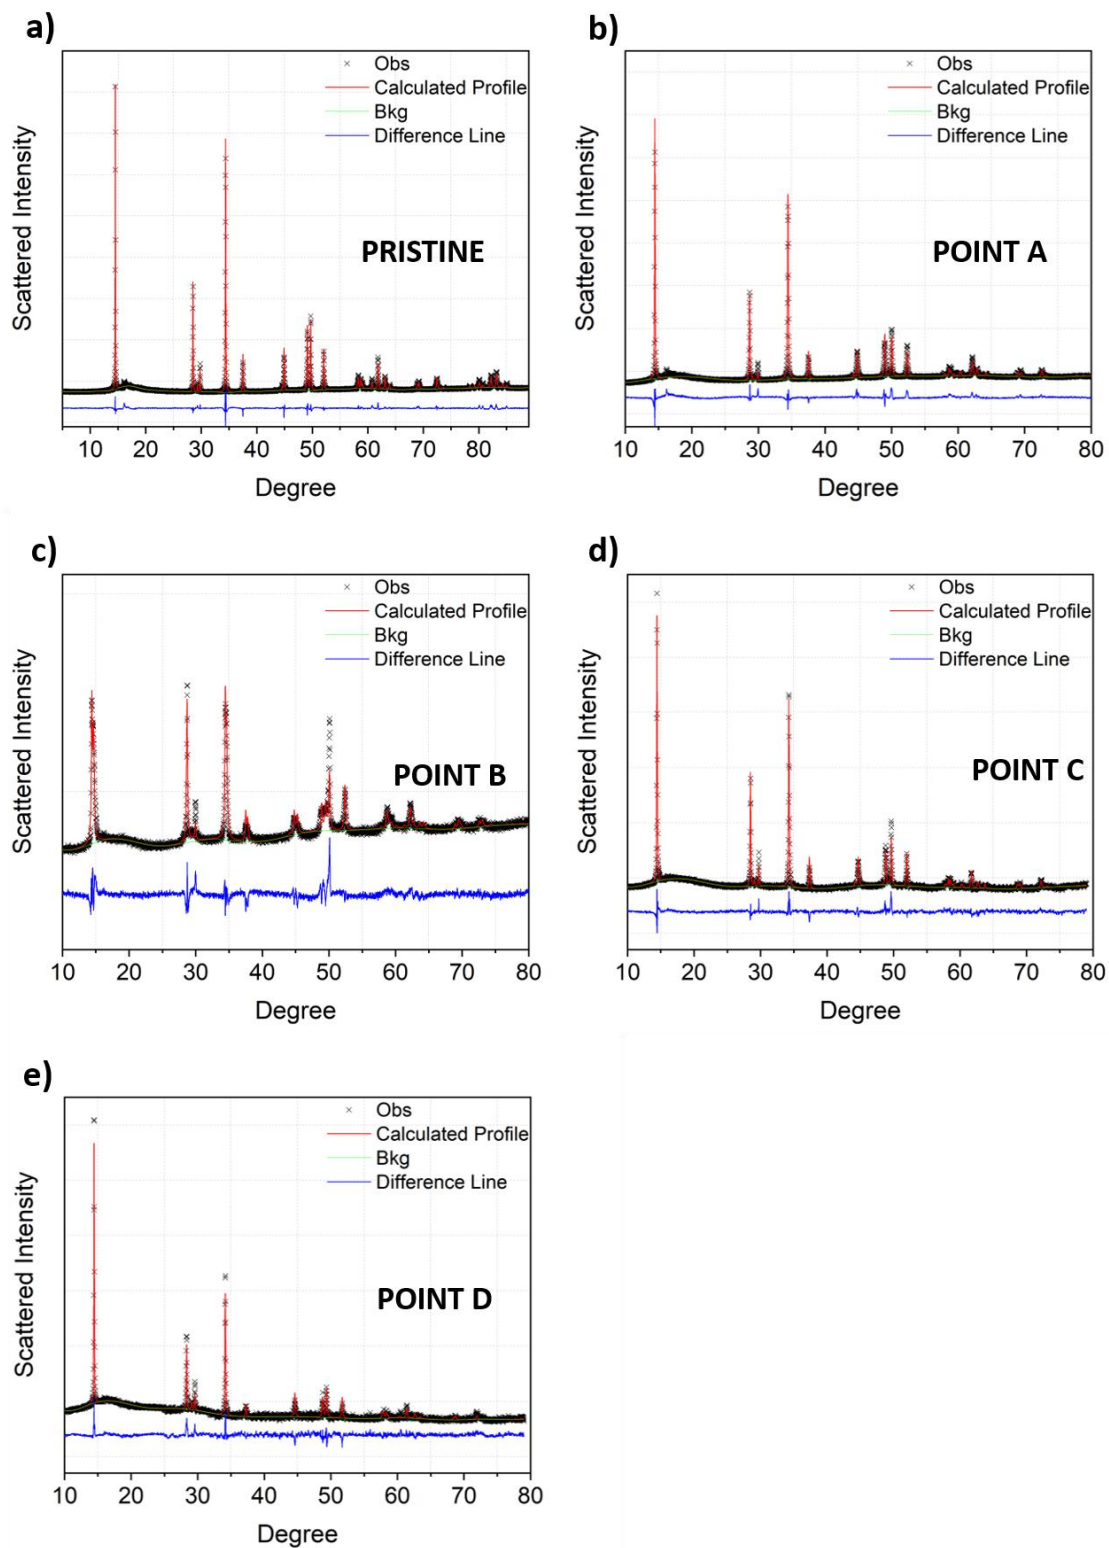 a)
Scattered Intensity
× Obs
Calculated Profile
Bkg
Difference Line
PRISTINE
10 20 30 40 50 60 70 80
Degree
b)
Scattered Intensity
× Obs
Calculated Profile
Bkg
Difference Line
POINT A
10 20 30 40 50 60 70 80
Degree
c)
Scattered Intensity
× Obs
Calculated Profile
Bkg
Difference Line
POINT B
10 20 30 40 50 60 70 80
Degree
d)
Scattered Intensity
× Obs
Calculated Profile
Bkg
Difference Line
POINT C
10 20 30 40 50 60 70 80
Degree
e)
Scattered Intensity
× Obs
Calculated Profile
Bkg
Difference Line
POINT D
10 20 30 40 50 60 70 80
Degree